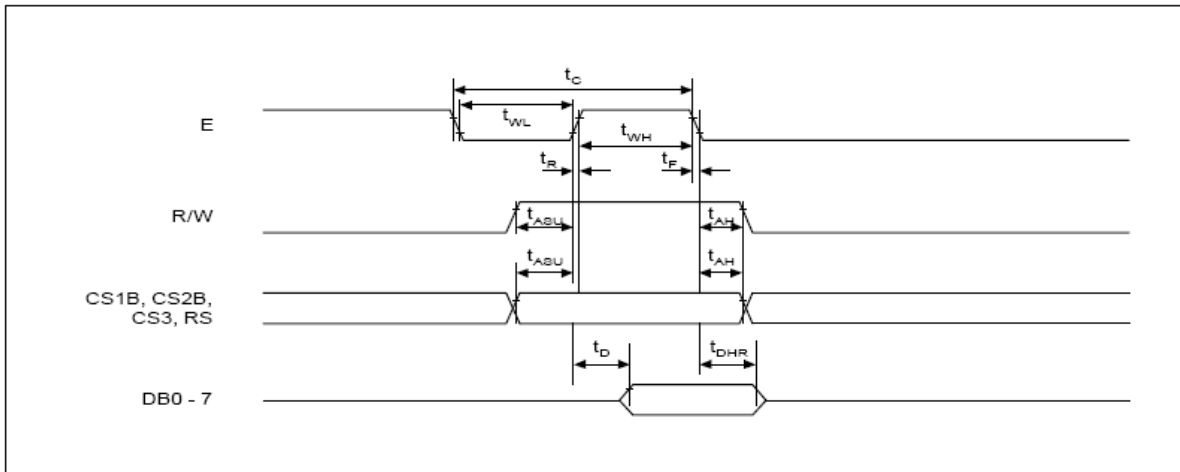 tC
E
tWL
tWH
tR
tF
R/W
tASU
tAH
tASU
tAH
CS1B, CS2B,
CS3, RS
tD
tDHR
DB0 - 7